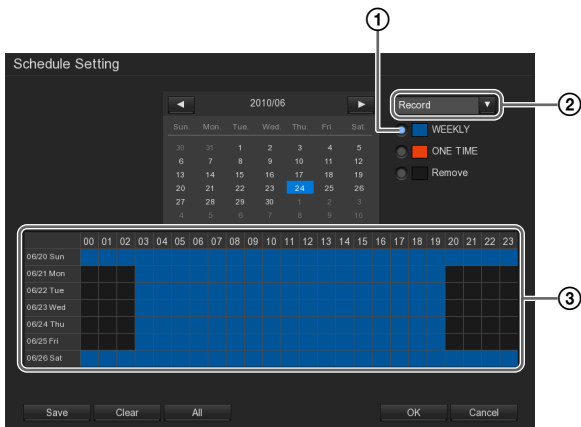 ①
Schedule Setting
◄ 2010/06 ►
Record ▼
②
Sun. Mon. Tue. Wed. Thu. Fri. Sat.
30 31 1 2 3 4 5
6 7 8 9 10 11 12
13 14 15 16 17 18 19
20 21 22 23 24 25 26
27 28 29 30 1 2 3
4 5 6 7 8 9 10
WEEKLY
ONE TIME
Remove
00 01 02 03 04 05 06 07 08 09 10 11 12 13 14 15 16 17 18 19 20 21 22 23
06/20 Sun
06/21 Mon
06/22 Tue
06/23 Wed
06/24 Thu
06/25 Fri
06/26 Sat
③
Save Clear All OK Cancel